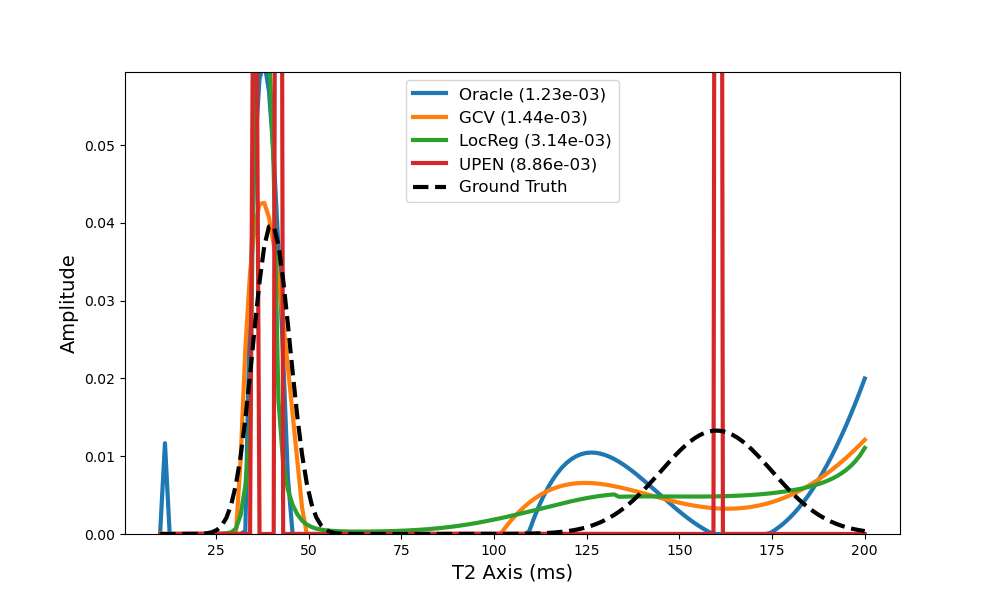 Oracle (1.23e-03)
GCV (1.44e-03)
LocReg (3.14e-03)
UPEN (8.86e-03)
Ground Truth
Amplitude
0.05
0.04
0.03
0.02
0.01
0.00
25 50 75 100 125 150 175 200
T2 Axis (ms)